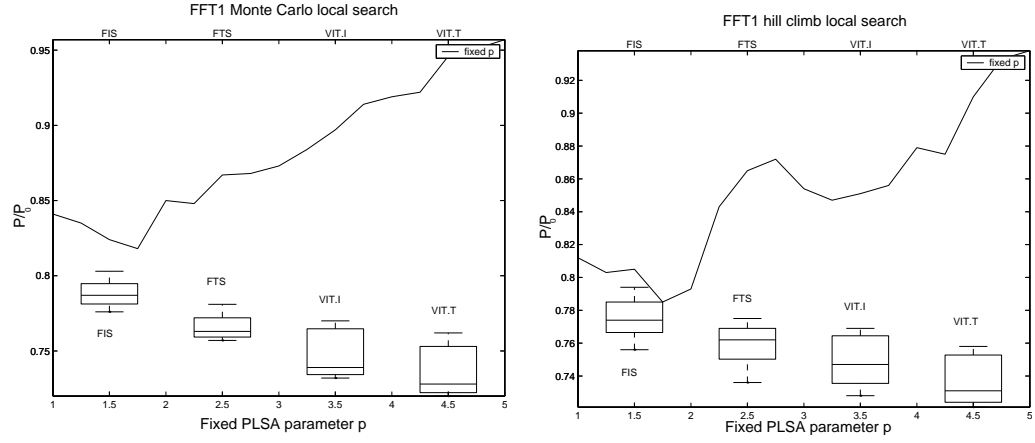 FFT1 Monte Carlo local search
FIS FTS VIT.I VIT.T
fixed p
0.95
0.9
0.85
0.8
0.75
P/P0
FTS
VIT.I
VIT.T
FIS
1 1.5 2 2.5 3 3.5 4 4.5 5
Fixed PLSA parameter p
FFT1 hill climb local search
FIS FTS VIT.I VIT.T
fixed p
0.92
0.9
0.88
0.86
0.84
0.82
0.8
0.78
0.76
0.74
P/P0
FTS
VIT.I
VIT.T
FIS
1 1.5 2 2.5 3 3.5 4 4.5 5
Fixed PLSA parameter p